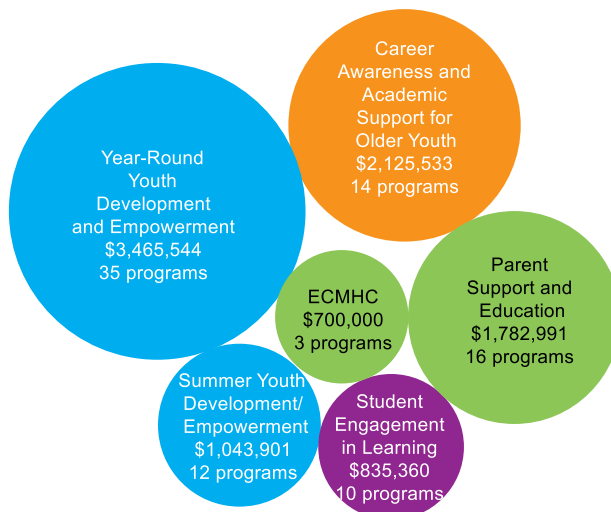 Career
Awareness and
Academic
Support for
Older Youth
$2,125,533
14 programs
Year-Round
Youth
Development
and Empowerment
$3,465,544
35 programs
Parent
Support and
Education
$1,782,991
16 programs
ECMHC
$700,000
3 programs
Summer Youth
Development/
Empowerment
$1,043,901
12 programs
Student
Engagement
in Learning
$835,360
10 programs